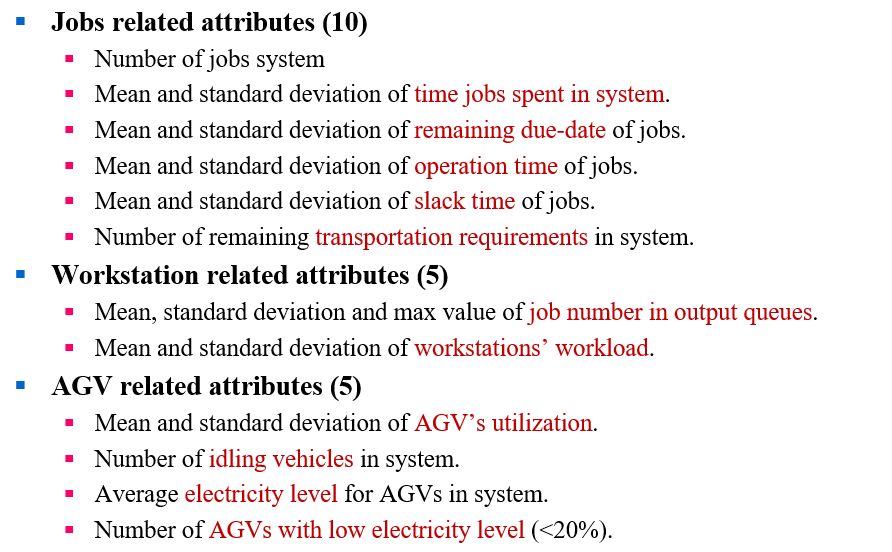 Jobs related attributes (10)
Number of jobs system
Mean and standard deviation of time jobs spent in system.
Mean and standard deviation of remaining due-date of jobs.
Mean and standard deviation of operation time of jobs.
Mean and standard deviation of slack time of jobs.
Number of remaining transportation requirements in system.
Workstation related attributes (5)
Mean, standard deviation and max value of job number in output queues.
Mean and standard deviation of workstations’ workload.
AGV related attributes (5)
Mean and standard deviation of AGV’s utilization.
Number of idling vehicles in system.
Average electricity level for AGVs in system.
Number of AGVs with low electricity level (<20%).